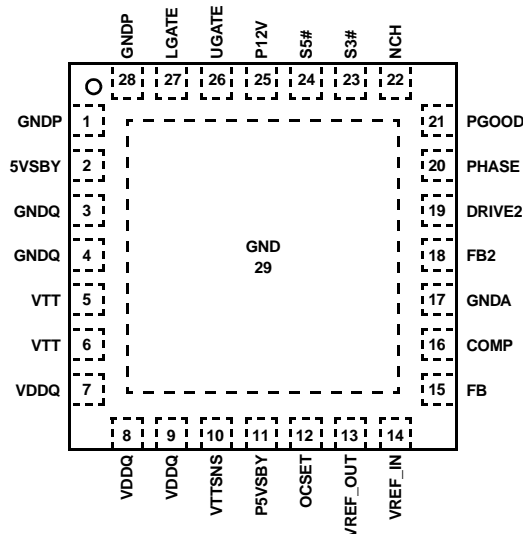 GNDP
LGATE
UGATE
P12V
S5#
S3#
NCH
28
27
26
25
24
23
22
GNDP 1
5VSBY 2
GNDQ 3
GNDQ 4
VTT 5
VTT 6
VDDQ 7
GND
29
21 PGOOD
20 PHASE
19 DRIVE2
18 FB2
17 GNDA
16 COMP
15 FB
8
9
10
11
12
13
14
VDDQ
VDDQ
VTTSNS
P5VSBY
OCSET
VREF_OUT
VREF_IN